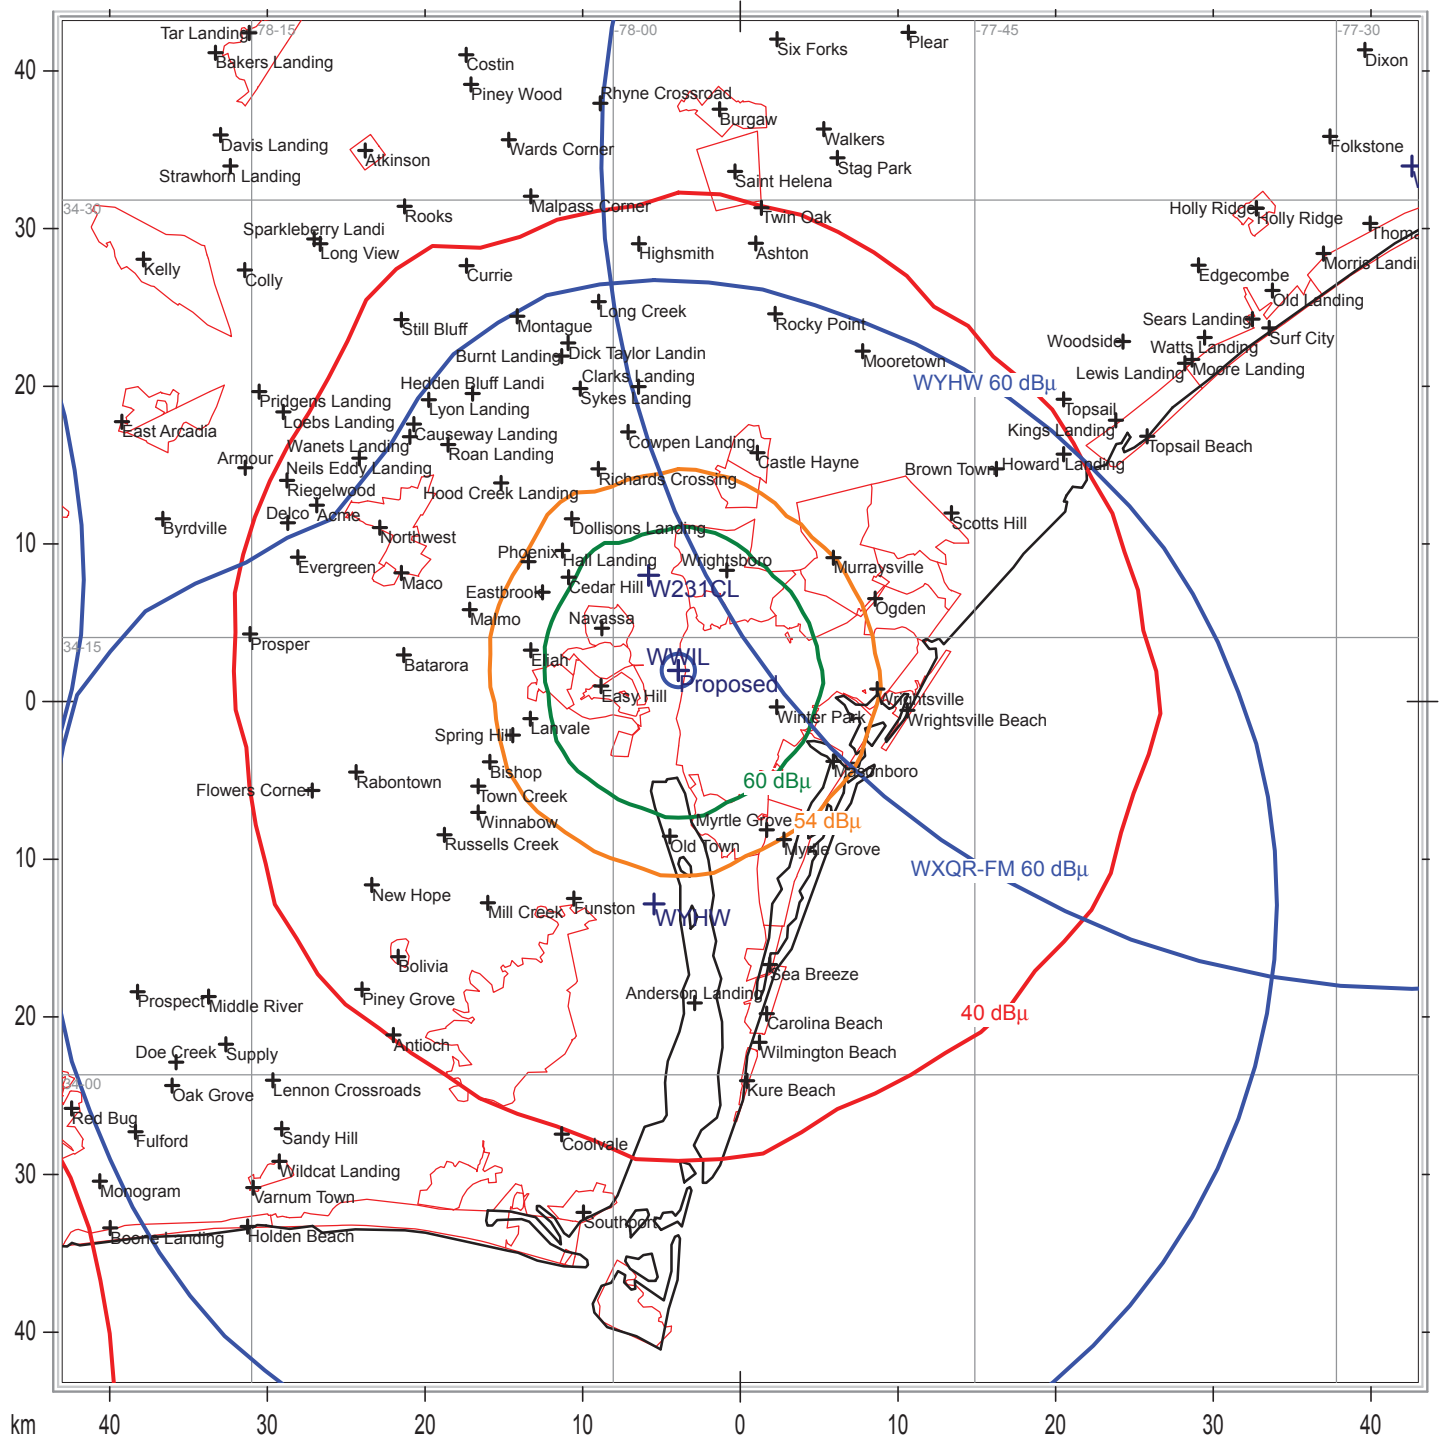 Tar Landing
-78-15
-78-00
-77-45
-77-30
Plear
Six Forks
Dixon
Bakers Landing
Costin
40
Piney Wood
Rhyne Crossroad
Burgaw
Davis Landing
Atkinson
Wards Corner
Walkers
Stag Park
Folkstone
Strawhorn Landing
Saint Helena
34-30
Rooks
Malpass Corner
Twin Oak
Holly Ridge
Holly Ridge
30
Sparkleberry Landi
Long View
Highsmith
Ashton
Thoma
Kelly
Colly
Currie
Edgecombe
Morris Landi
Old Landing
Still Bluff
Montague
Long Creek
Rocky Point
Sears Landing
Surf City
Burnt Landing
Dick Taylor Landin
Mooretown
Woodside
Watts Landing
Lewis Landing
Moore Landing
20
Hedden Bluff Landi
Clarks Landing
Sykes Landing
WYHW 60 dBµ
Pridgens Landing
Lyon Landing
Topsail
Loebs Landing
East Arcadia
Causeway Landing
Cowpen Landing
Kings Landing
Wanets Landing
Roan Landing
Castle Hayne
Topsail Beach
Armour
Neils Eddy Landing
Richards Crossing
Brown Town
Howard Landing
Riegelwood
Hood Creek Landing
Delco
Acme
Byrdville
Northwest
Dollisons Landing
Scotts Hill
10
Phoenix
Hall Landing
Wrightsboro
Evergreen
Maco
Cedar Hill
W231CL
Murraysville
Eastbrook
Malmo
Navassa
Ogden
34-15
Prosper
Batarora
Eliah
WWIL
Proposed
Easy Hill
0
Winter Park
Wrightsville
Wrightsville Beach
Lanvale
Spring Hill
Bishop
Masonboro
Rabontown
Flowers Corner
Town Creek
60 dBµ
Winnabow
Myrtle Grove
54 dBµ
Russells Creek
Old Town
Myrtle Grove
10
WXQR-FM 60 dBµ
New Hope
Mill Creek
Funston
WYHW
Bolivia
Sea Breeze
Prospect
Middle River
Piney Grove
Anderson Landing
20
40 dBµ
Carolina Beach
Antioch
Doe Creek
Supply
Wilmington Beach
34-00
Oak Grove
Lennon Crossroads
Kure Beach
Red Bug
Fulford
Sandy Hill
Coolvale
30
Wildcat Landing
Monogram
Varnum Town
Southport
Boone Landing
Holden Beach
40
km
40
30
20
10
0
10
20
30
40